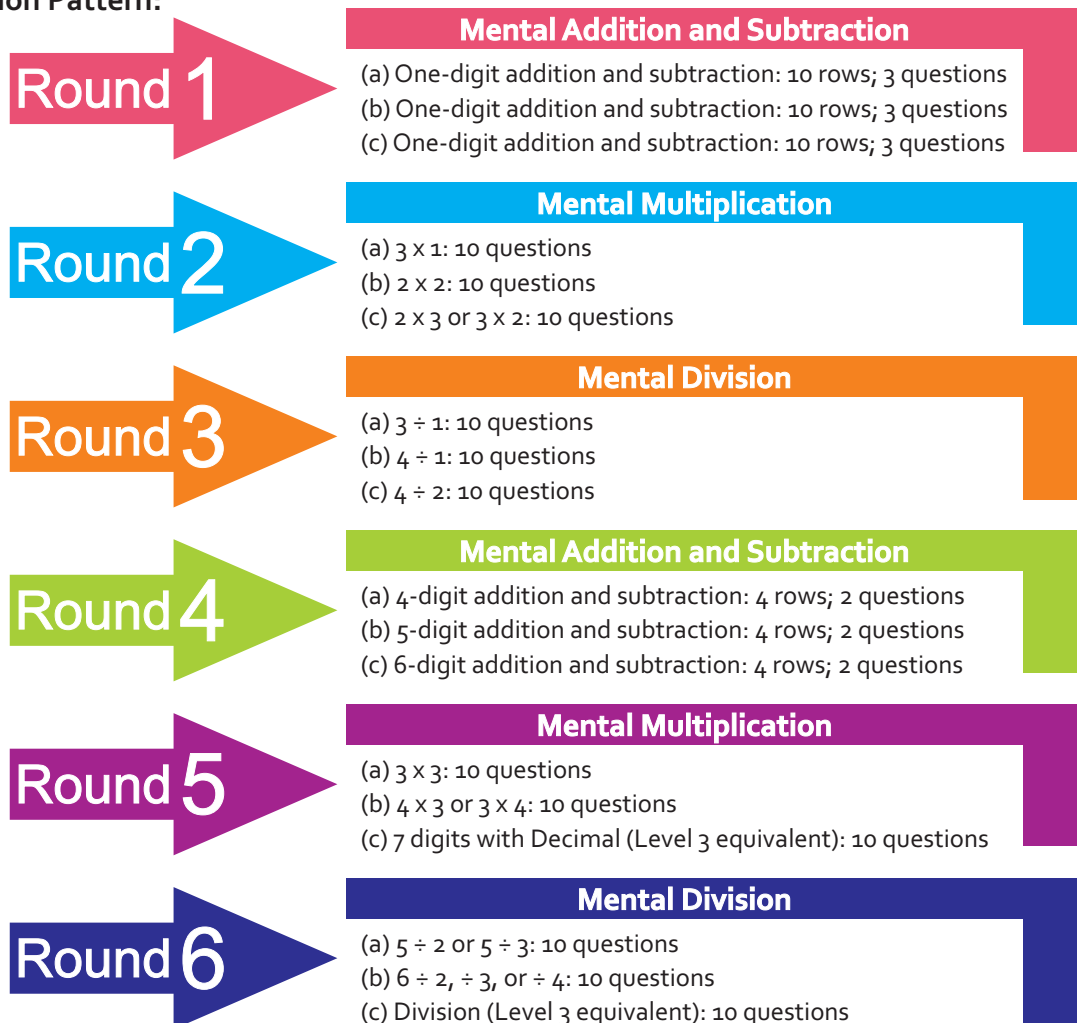 ion Pattern:
Round 1
Mental Addition and Subtraction
(a) One-digit addition and subtraction: 10 rows; 3 questions
(b) One-digit addition and subtraction: 10 rows; 3 questions
(c) One-digit addition and subtraction: 10 rows; 3 questions
Round 2
Mental Multiplication
(a) 3 x 1: 10 questions
(b) 2 x 2: 10 questions
(c) 2 x 3 or 3 x 2: 10 questions
Round 3
Mental Division
(a) 3 ÷ 1: 10 questions
(b) 4 ÷ 1: 10 questions
(c) 4 ÷ 2: 10 questions
Round 4
Mental Addition and Subtraction
(a) 4-digit addition and subtraction: 4 rows; 2 questions
(b) 5-digit addition and subtraction: 4 rows; 2 questions
(c) 6-digit addition and subtraction: 4 rows; 2 questions
Round 5
Mental Multiplication
(a) 3 x 3: 10 questions
(b) 4 x 3 or 3 x 4: 10 questions
(c) 7 digits with Decimal (Level 3 equivalent): 10 questions
Round 6
Mental Division
(a) 5 ÷ 2 or 5 ÷ 3: 10 questions
(b) 6 ÷ 2, ÷ 3, or ÷ 4: 10 questions
(c) Division (Level 3 equivalent): 10 questions